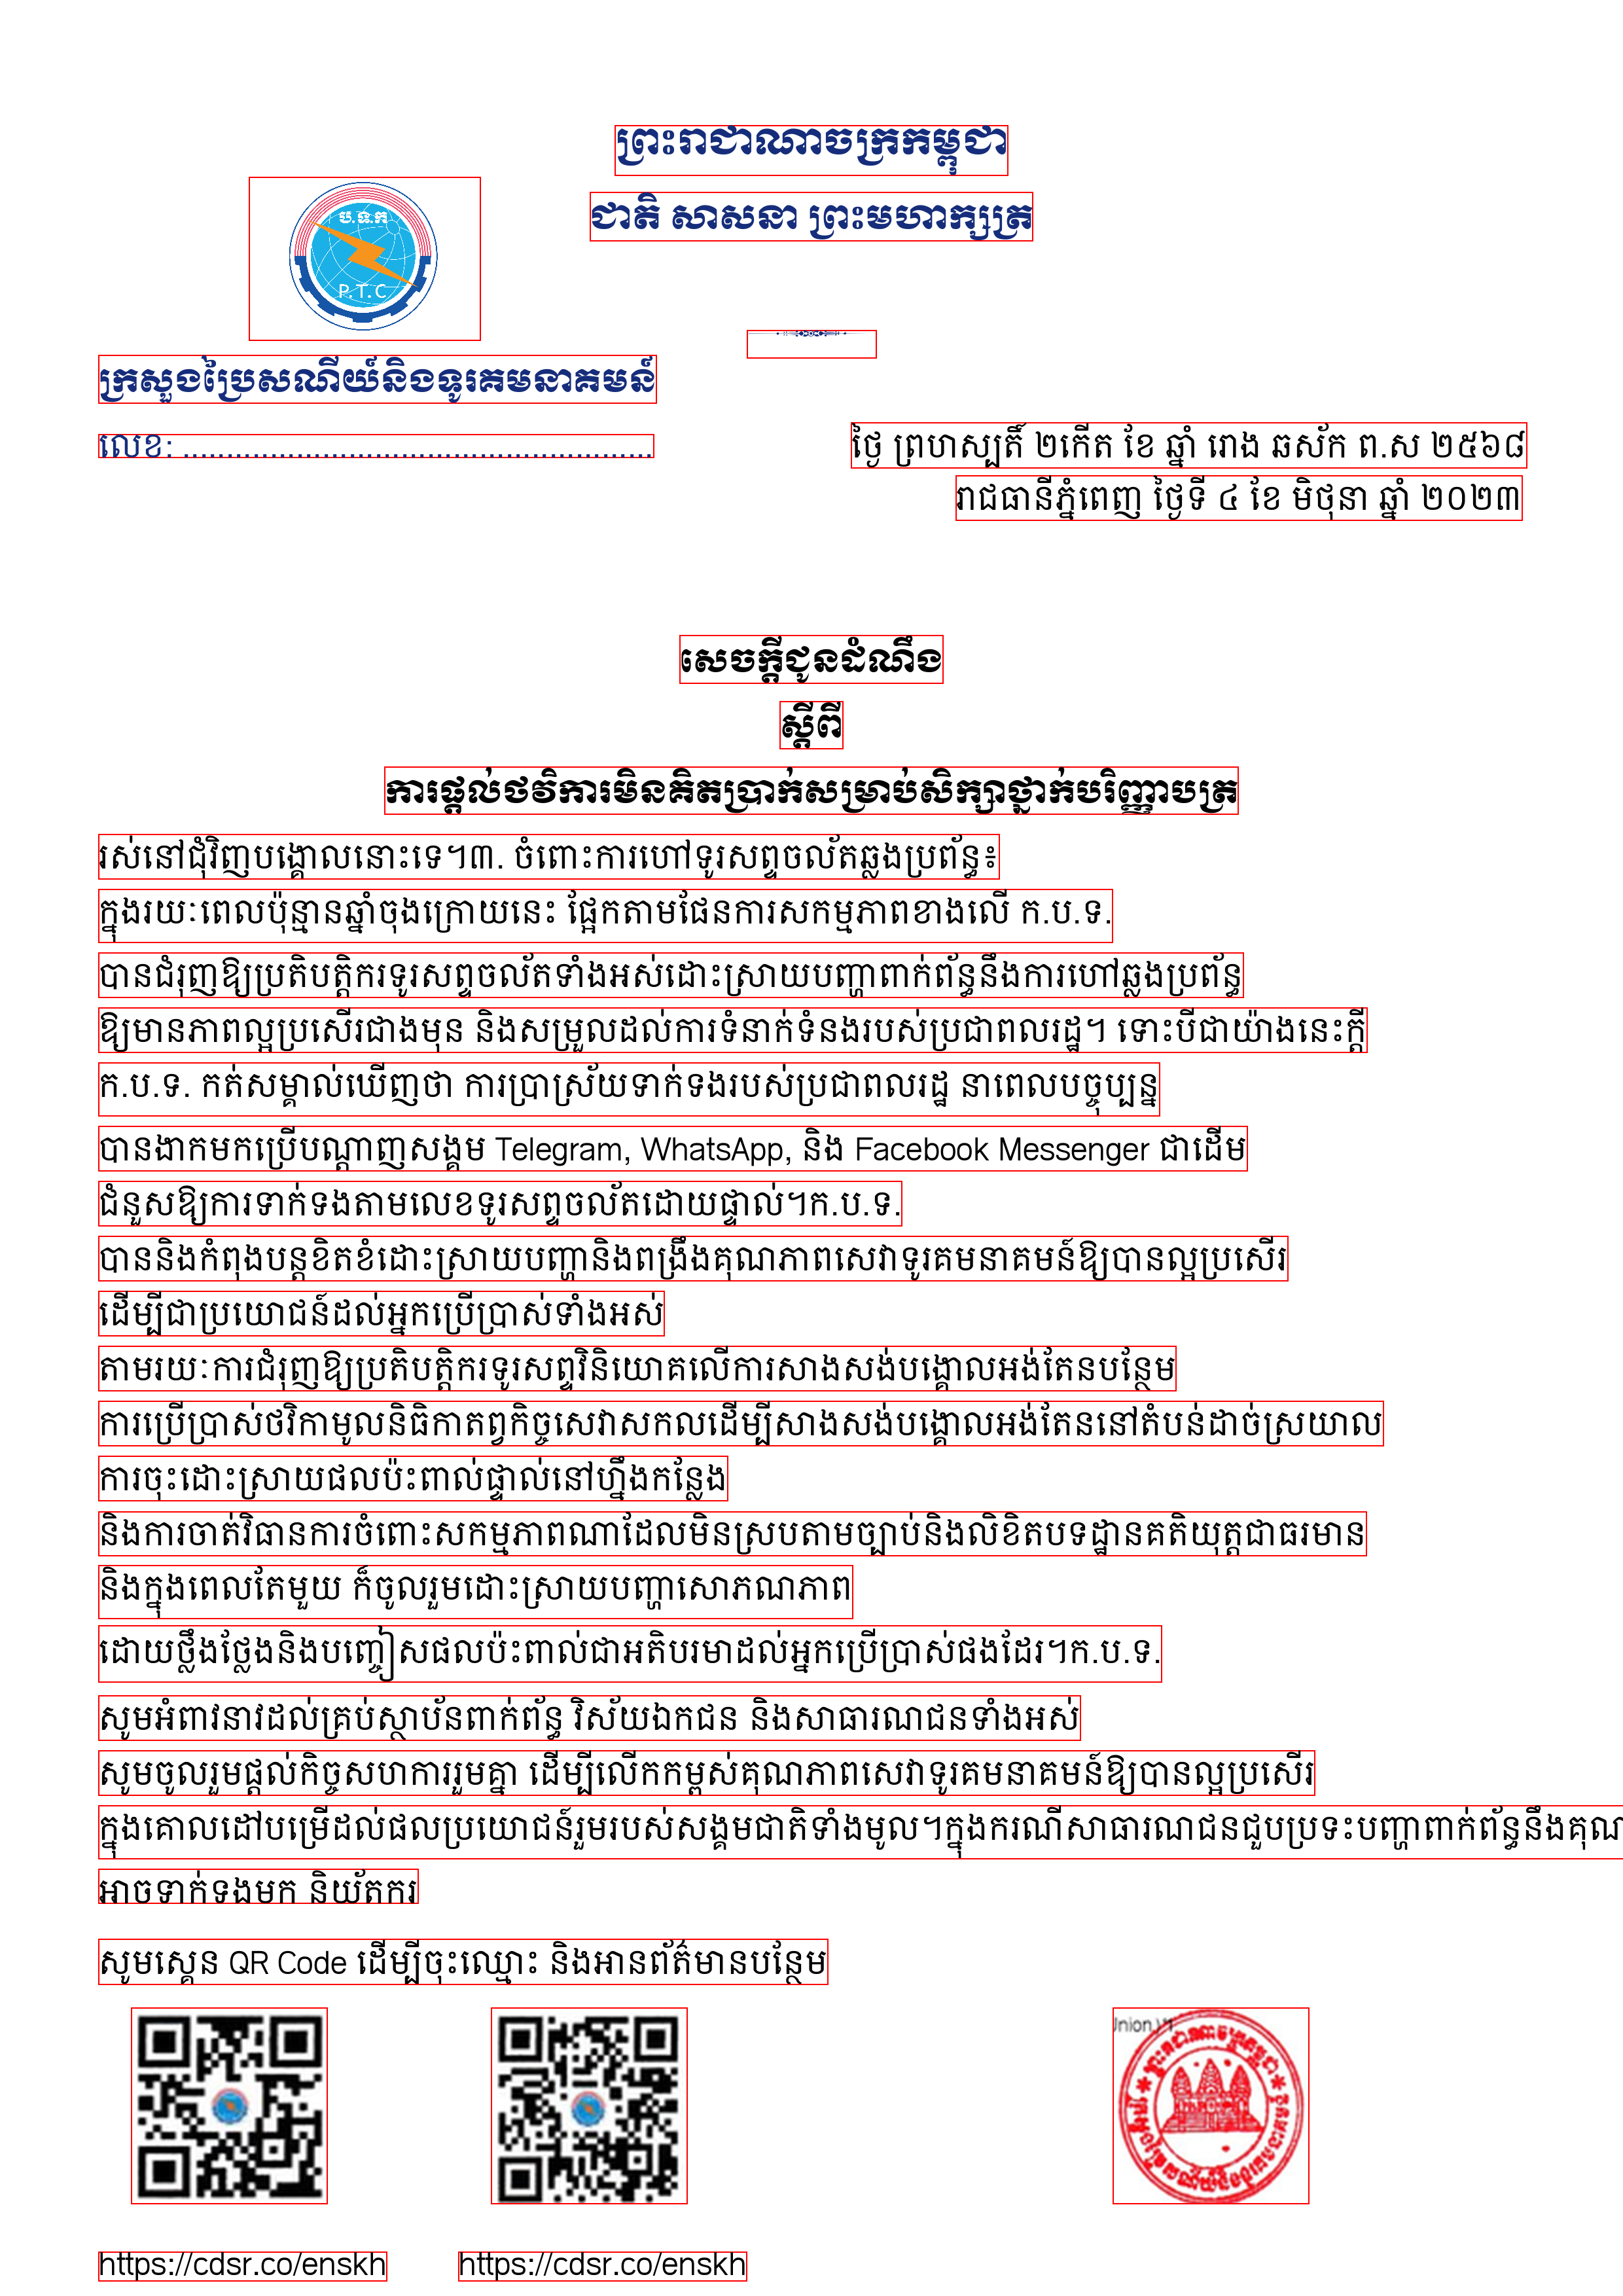 ព្រះរាជាណាចក្រកម្ពុជា
ជាតិ សាសនា ព្រះមហាក្សត្រ
ប.ទ.ក
P.T.C
ក្រសួងប្រៃសណីយ៍និងទូរគមនាគមន៍
លេខ: ......................................................
ថ្ងៃ ព្រហស្បតិ៍ ២កើត ខែ ឆ្នាំ រោង ឆស័ក ព.ស ២៥៦៨
រាជធានីភ្នំពេញ ថ្ងៃទី ៤ ខែ មិថុនា ឆ្នាំ ២០២៣
សេចក្តីជូនដំណឹង
ស្តីពី
ការផ្តល់ថវិការមិនគិតប្រាក់សម្រាប់សិក្សាថ្នាក់បរិញ្ញាបត្រ
រស់នៅជុំវិញបង្គោលនោះទេ។៣. ចំពោះការហៅទូរសព្ទចល័តឆ្លងប្រព័ន្ធ៖
ក្នុងរយៈពេលប៉ុន្មានឆ្នាំចុងក្រោយនេះ ផ្អែកតាមផែនការសកម្មភាពខាងលើ ក.ប.ទ.
បានជំរុញឱ្យប្រតិបត្តិករទូរសព្ទចល័តទាំងអស់ដោះស្រាយបញ្ហាពាក់ព័ន្ធនឹងការហៅឆ្លងប្រព័ន្ធ
ឱ្យមានភាពល្អប្រសើរជាងមុន និងសម្រួលដល់ការទំនាក់ទំនងរបស់ប្រជាពលរដ្ឋ។ ទោះបីជាយ៉ាងនេះក្តី
ក.ប.ទ. កត់សម្គាល់ឃើញថា ការប្រាស្រ័យទាក់ទងរបស់ប្រជាពលរដ្ឋ នាពេលបច្ចុប្បន្ន
បានងាកមកប្រើបណ្តាញសង្គម Telegram, WhatsApp, និង Facebook Messenger ជាដើម
ជំនួសឱ្យការទាក់ទងតាមលេខទូរសព្ទចល័តដោយផ្ទាល់។ក.ប.ទ.
បាននិងកំពុងបន្តខិតខំដោះស្រាយបញ្ហានិងពង្រឹងគុណភាពសេវាទូរគមនាគមន៍ឱ្យបានល្អប្រសើរ
ដើម្បីជាប្រយោជន៍ដល់អ្នកប្រើប្រាស់ទាំងអស់
តាមរយៈការជំរុញឱ្យប្រតិបត្តិករទូរសព្ទវិនិយោគលើការសាងសង់បង្គោលអង់តែនបន្ថែម
ការប្រើប្រាស់ថវិកាមូលនិធិកាតព្វកិច្ចសេវាសកលដើម្បីសាងសង់បង្គោលអង់តែននៅតំបន់ដាច់ស្រយាល
ការចុះដោះស្រាយផលប៉ះពាល់ផ្ទាល់នៅហ្នឹងកន្លែង
និងការចាត់វិធានការចំពោះសកម្មភាពណាដែលមិនស្របតាមច្បាប់និងលិខិតបទដ្ឋានគតិយុត្តជាធរមាន
និងក្នុងពេលតែមួយ ក៏ចូលរួមដោះស្រាយបញ្ហាសោភណភាព
ដោយថ្លឹងថ្លែងនិងបញ្ចៀសផលប៉ះពាល់ជាអតិបរមាដល់អ្នកប្រើប្រាស់ផងដែរ។ក.ប.ទ.
សូមអំពាវនាវដល់គ្រប់ស្ថាប័នពាក់ព័ន្ធ វិស័យឯកជន និងសាធារណជនទាំងអស់
សូមចូលរួមផ្តល់កិច្ចសហការរួមគ្នា ដើម្បីលើកកម្ពស់គុណភាពសេវាទូរគមនាគមន៍ឱ្យបានល្អប្រសើរ
ក្នុងគោលដៅបម្រើដល់ផលប្រយោជន៍រួមរបស់សង្គមជាតិទាំងមូល។ក្នុងករណីសាធារណជនជួបប្រទះបញ្ហាពាក់ព័ន្ធនឹងគុណ
អាចទាក់ទងមក និយ័តករ
សូមស្គេន QR Code ដើម្បីចុះឈ្មោះ និងអានព័ត៌មានបន្ថែម
https://cdsr.co/enskh
https://cdsr.co/enskh